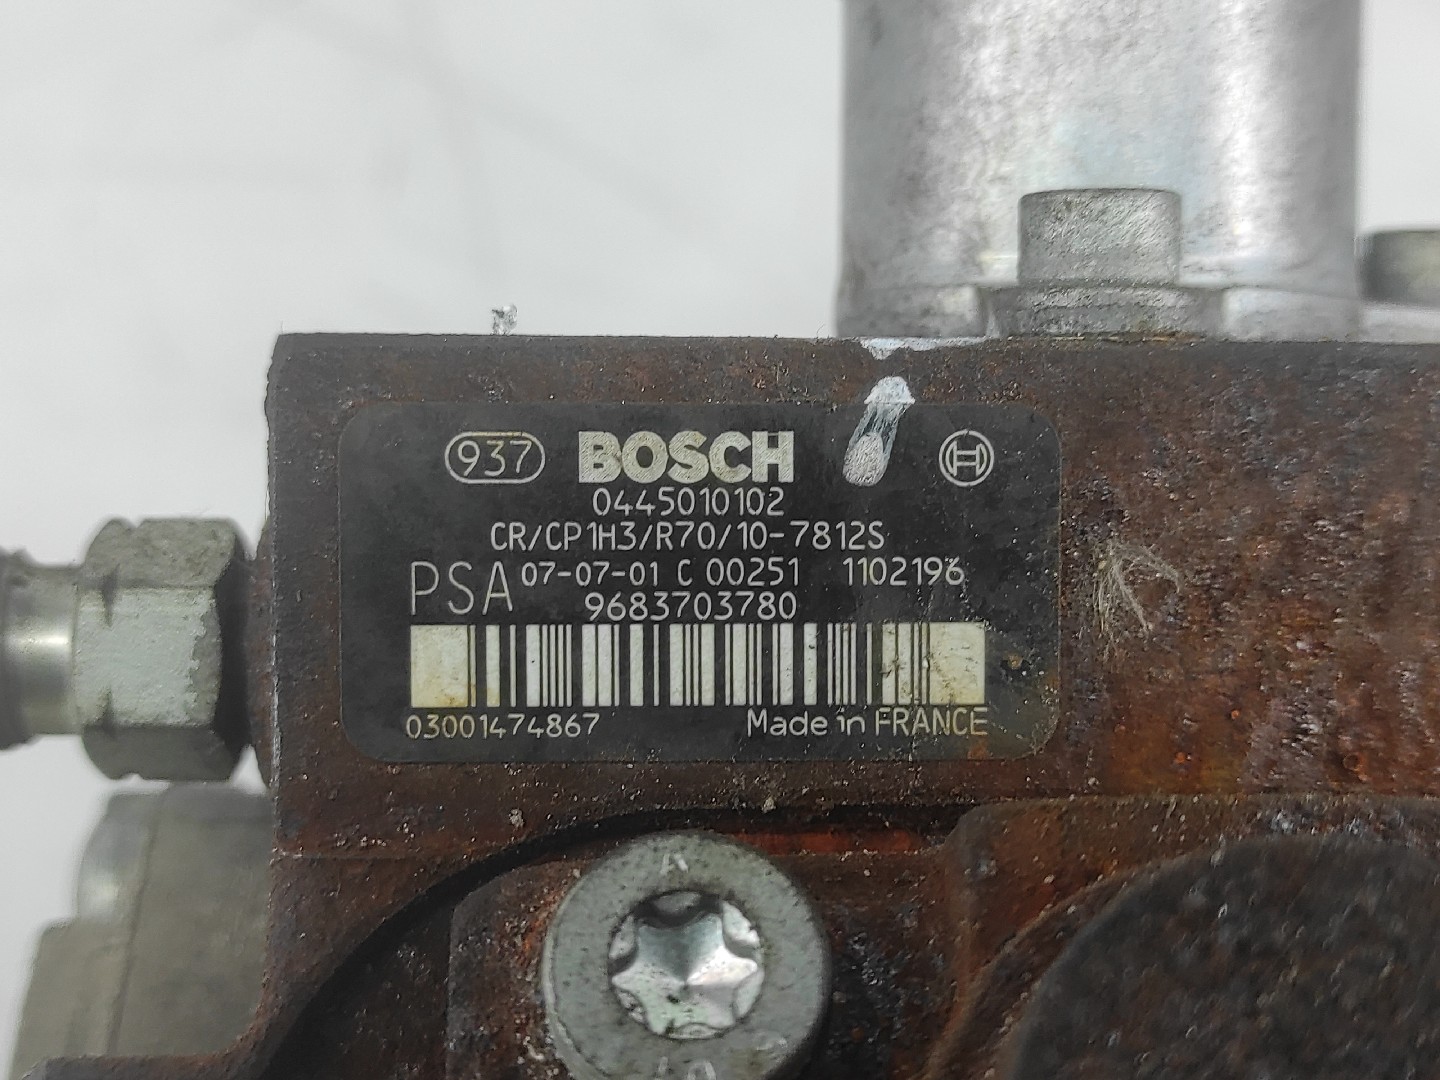 937 BOSCH
0445010102
CR/CP1H3/R70/10-7812S
PSA 07-07-01 C 00251 1102196
9683703780
03001474867 Made in FRANCE